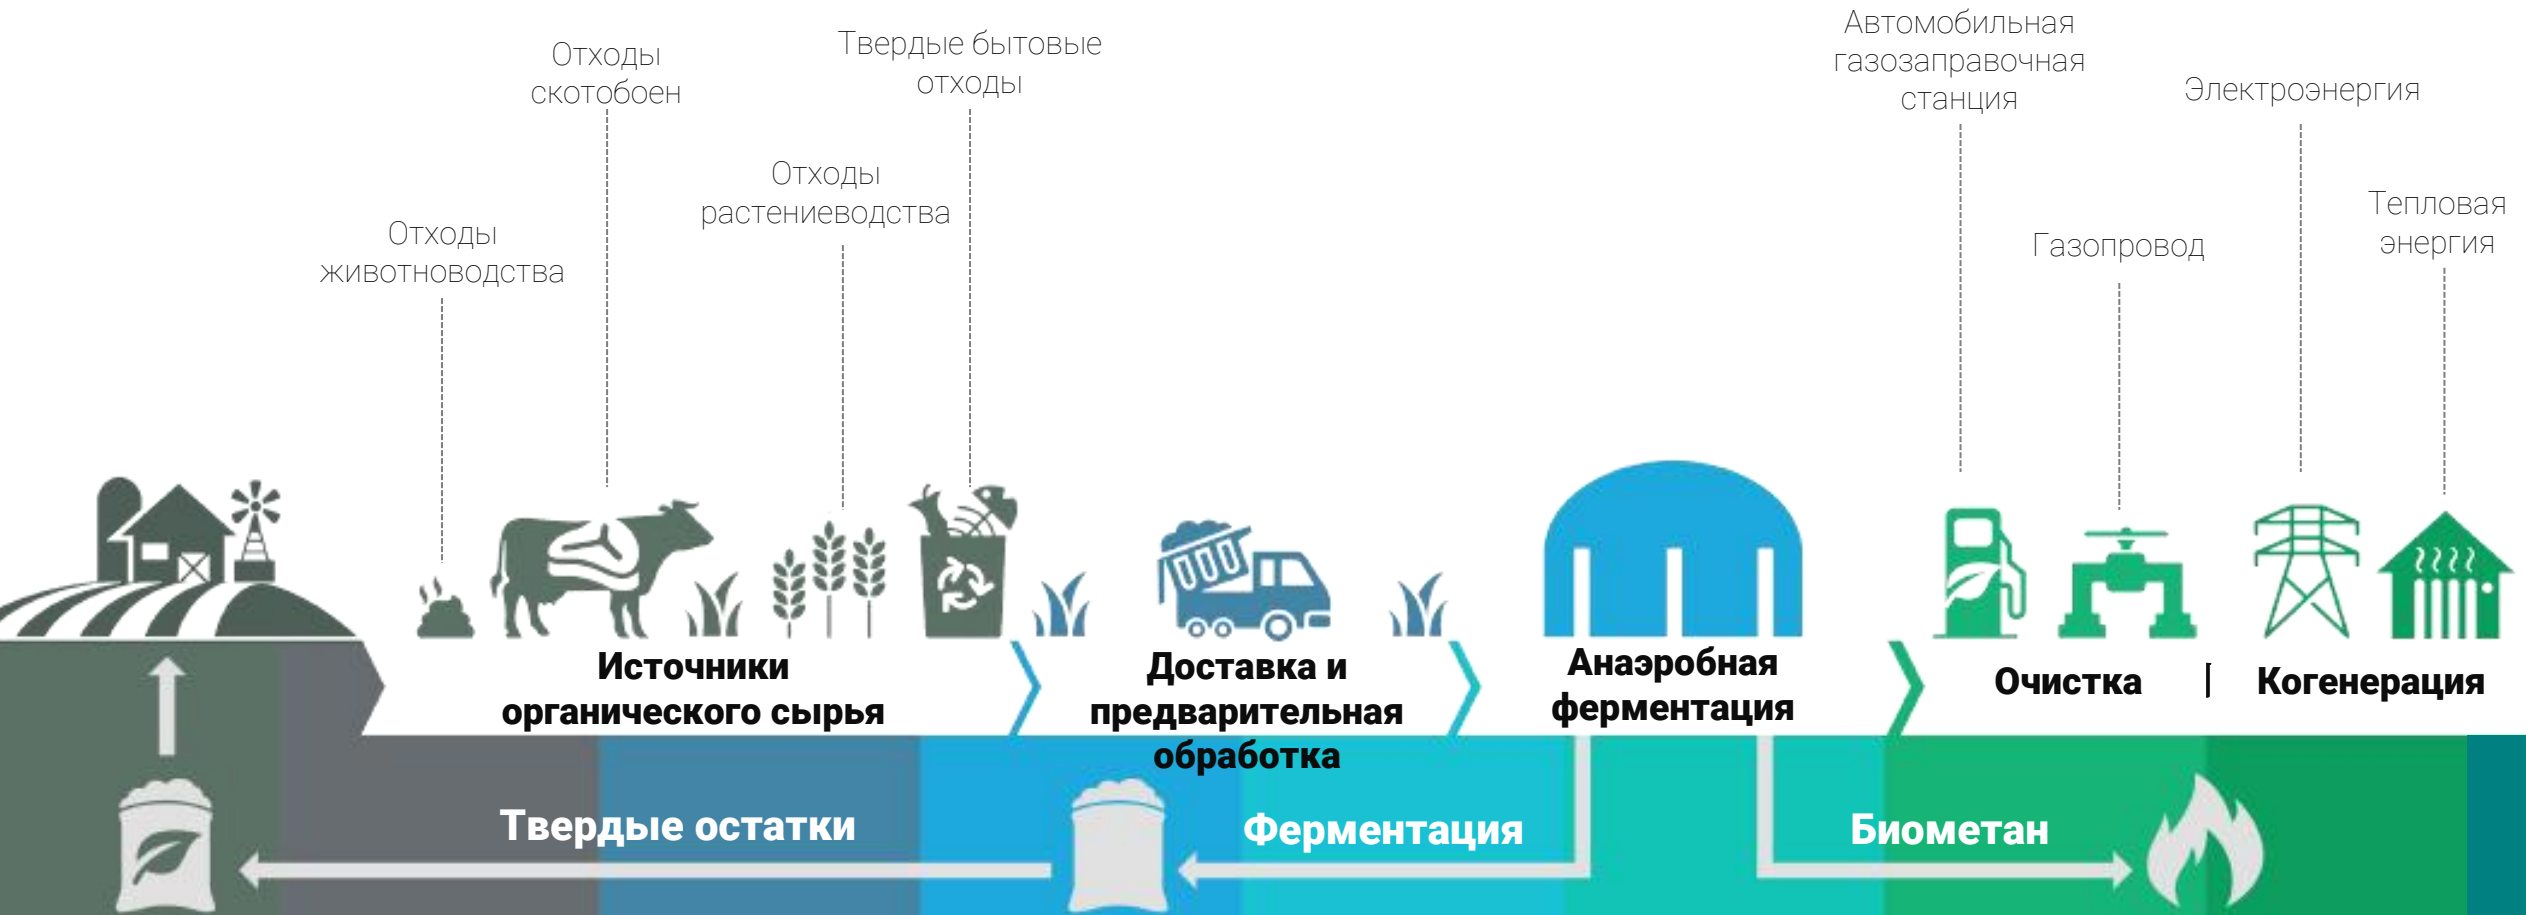 Отходы
животноводства
Отходы
скотобоен
Отходы
растениеводства
Твердые бытовые
отходы
Автомобильная
газозаправочная
станция
Газопровод
Электроэнергия
Тепловая
энергия
Источники
органического сырья
Доставка и
предварительная
обработка
Анаэробная
ферментация
Очистка | Когенерация
Твердые остатки
Ферментация
Биометан